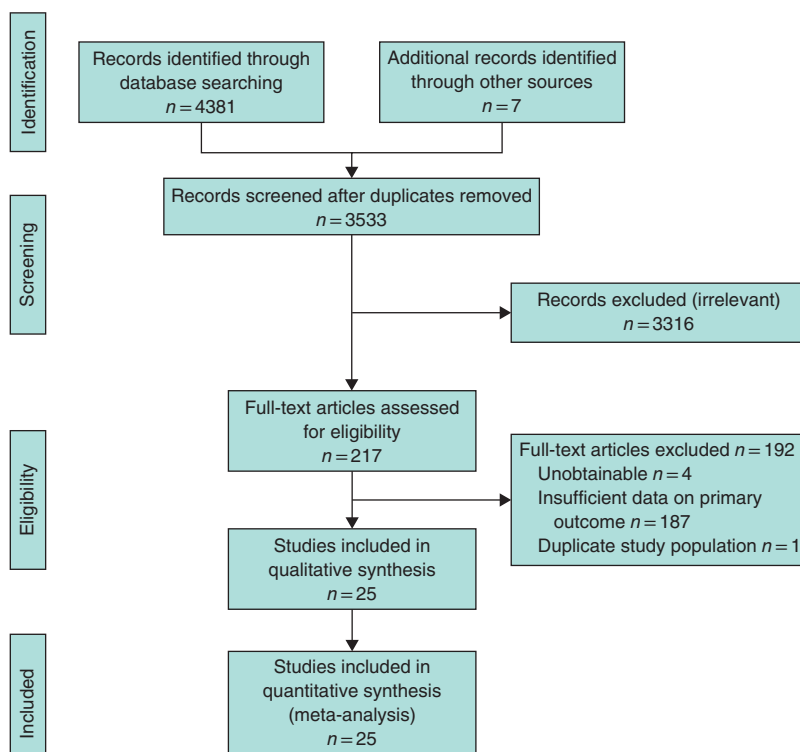 Identification
Records identified through
database searching
n = 4381
Additional records identified
through other sources
n = 7
Screening
Records screened after duplicates removed
n = 3533
Records excluded (irrelevant)
n = 3316
Eligibility
Full-text articles assessed
for eligibility
n = 217
Full-text articles excluded n = 192
Unobtainable n = 4
Insufficient data on primary
outcome n = 187
Duplicate study population n = 1
Studies included in
qualitative synthesis
n = 25
Included
Studies included in
quantitative synthesis
(meta-analysis)
n = 25